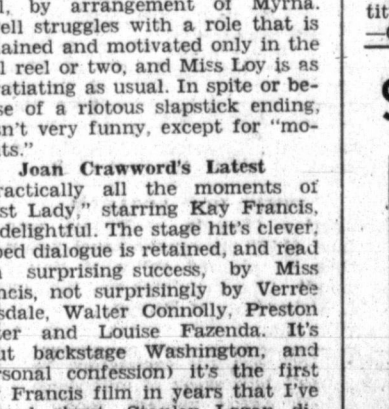 by arrangement of Myrna.
ell struggles with a role that is
ained and motivated only in the
l reel or two, and Miss Loy is as
atiating as usual. In spite or be-
se of a riotous slapstick ending,
n't very funny, except for "mo-
ts."
Joan Crawword's Latest
ractically all the moments of
st Lady," starring Kay Francis,
delightful. The stage hit's clever,
ped dialogue is retained, and read
surprising success, by Miss
ncis, not surprisingly by Verree
sdale, Walter Connolly, Preston
ter and Louise Fazenda. It's
ut backstage Washington, and
rsonal confession) it's the first
Francis film in years that I've
tit